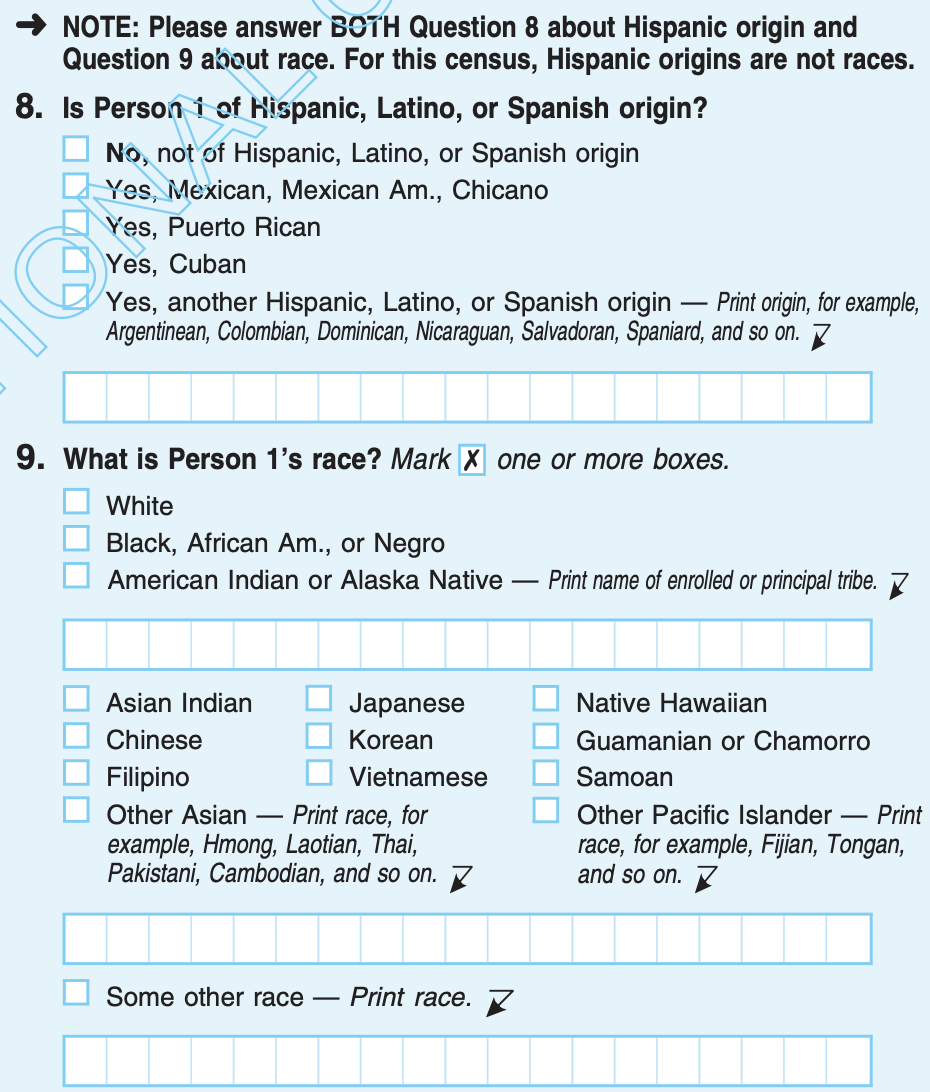 ➔ NOTE: Please answer BOTH Question 8 about Hispanic origin and
Question 9 about race. For this census, Hispanic origins are not races.
8. Is Person 1 of Hispanic, Latino, or Spanish origin?
No, not of Hispanic, Latino, or Spanish origin
Yes, Mexican, Mexican Am., Chicano
Yes, Puerto Rican
Yes, Cuban
Yes, another Hispanic, Latino, or Spanish origin — Print origin, for example,
Argentinean, Colombian, Dominican, Nicaraguan, Salvadoran, Spaniard, and so on.
9. What is Person 1's race? Mark ✗ one or more boxes.
White
Black, African Am., or Negro
American Indian or Alaska Native — Print name of enrolled or principal tribe.
Asian Indian
Chinese
Filipino
Other Asian — Print race, for
example, Hmong, Laotian, Thai,
Pakistani, Cambodian, and so on.
Japanese
Korean
Vietnamese
Native Hawaiian
Guamanian or Chamorro
Samoan
Other Pacific Islander — Print
race, for example, Fijian, Tongan,
and so on.
Some other race — Print race.